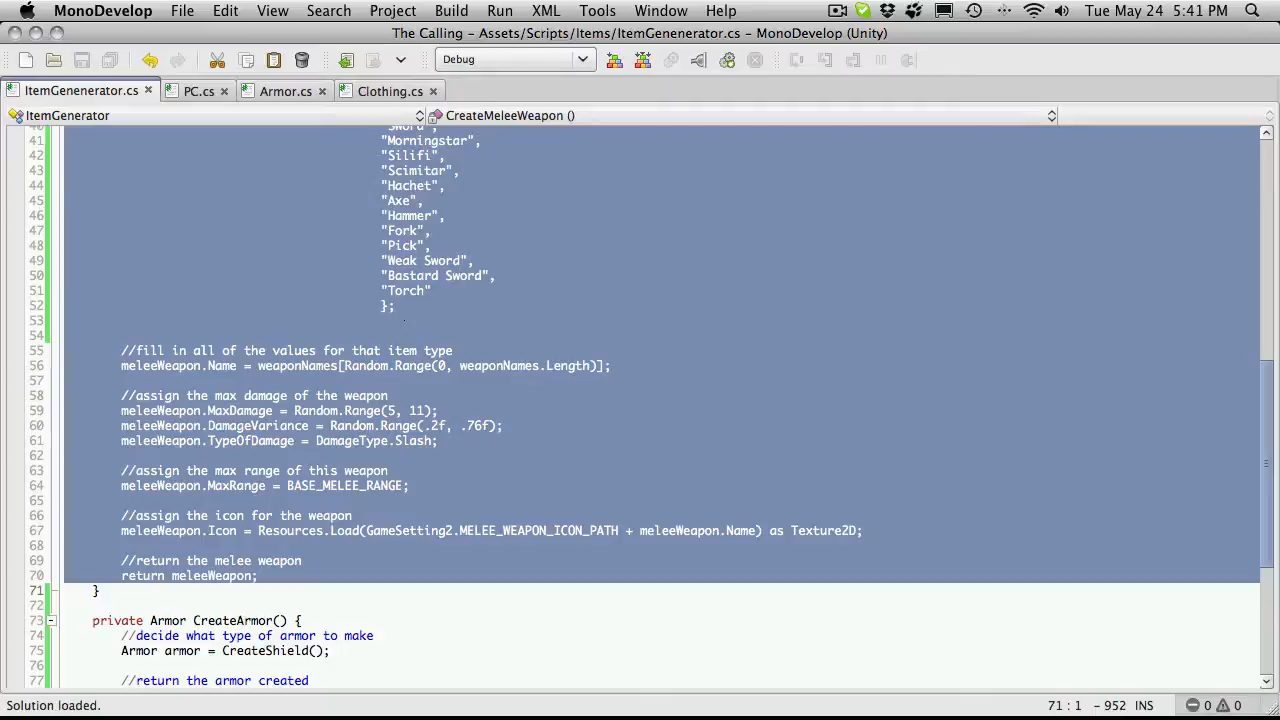 MonoDevelop File Edit View Search Project Build Run XML Tools Window Help Tue May 24 5:41 PM
The Calling - Assets/Scripts/Items/ItemGenenerator.cs - MonoDevelop (Unity)
Debug
ItemGenenerator.cs PC.cs Armor.cs Clothing.cs
ItemGenerator CreateMeleeWeapon ()
40 "Sword",
41 "Morningstar",
42 "Silifi",
43 "Scimitar",
44 "Hachet",
45 "Axe",
46 "Hammer",
47 "Fork",
48 "Pick",
49 "Weak Sword",
50 "Bastard Sword",
51 "Torch"
52 };
53
54
55 //fill in all of the values for that item type
56 meleeWeapon.Name = weaponNames[Random.Range(0, weaponNames.Length)];
57
58 //assign the max damage of the weapon
59 meleeWeapon.MaxDamage = Random.Range(5, 11);
60 meleeWeapon.DamageVariance = Random.Range(.2f, .76f);
61 meleeWeapon.TypeOfDamage = DamageType.Slash;
62
63 //assign the max range of this weapon
64 meleeWeapon.MaxRange = BASE_MELEE_RANGE;
65
66 //assign the icon for the weapon
67 meleeWeapon.Icon = Resources.Load(GameSetting2.MELEE_WEAPON_ICON_PATH + meleeWeapon.Name) as Texture2D;
68
69 //return the melee weapon
70 return meleeWeapon;
71 }
72
73 private Armor CreateArmor() {
74 //decide what type of armor to make
75 Armor armor = CreateShield();
76
77 //return the armor created
Solution loaded. 71 : 1 - 952 INS 0 0